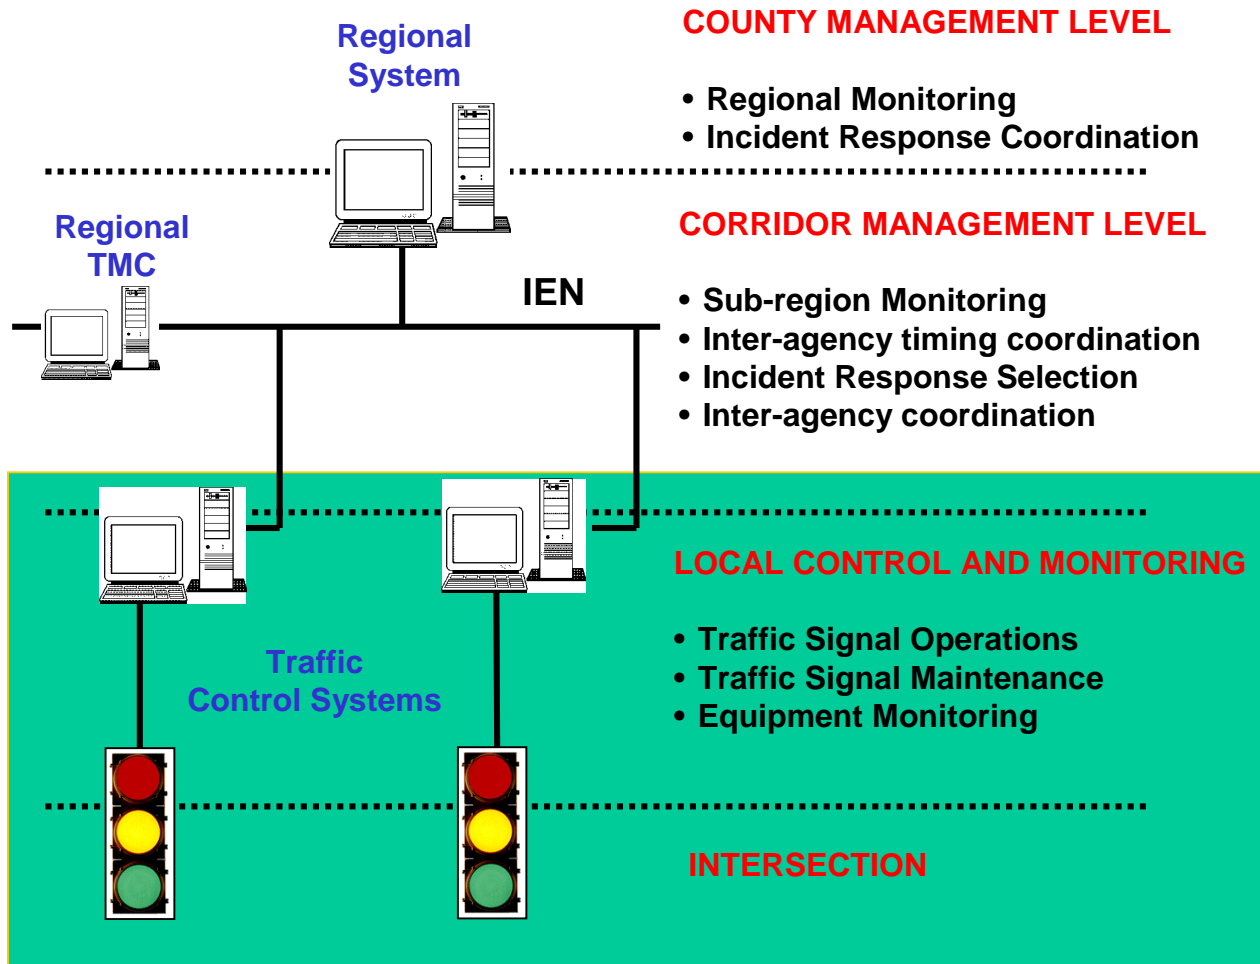 Regional
System
COUNTY MANAGEMENT LEVEL
• Regional Monitoring
• Incident Response Coordination
Regional
TMC
IEN
CORRIDOR MANAGEMENT LEVEL
• Sub-region Monitoring
• Inter-agency timing coordination
• Incident Response Selection
• Inter-agency coordination
LOCAL CONTROL AND MONITORING
• Traffic Signal Operations
• Traffic Signal Maintenance
• Equipment Monitoring
Traffic
Control Systems
INTERSECTION